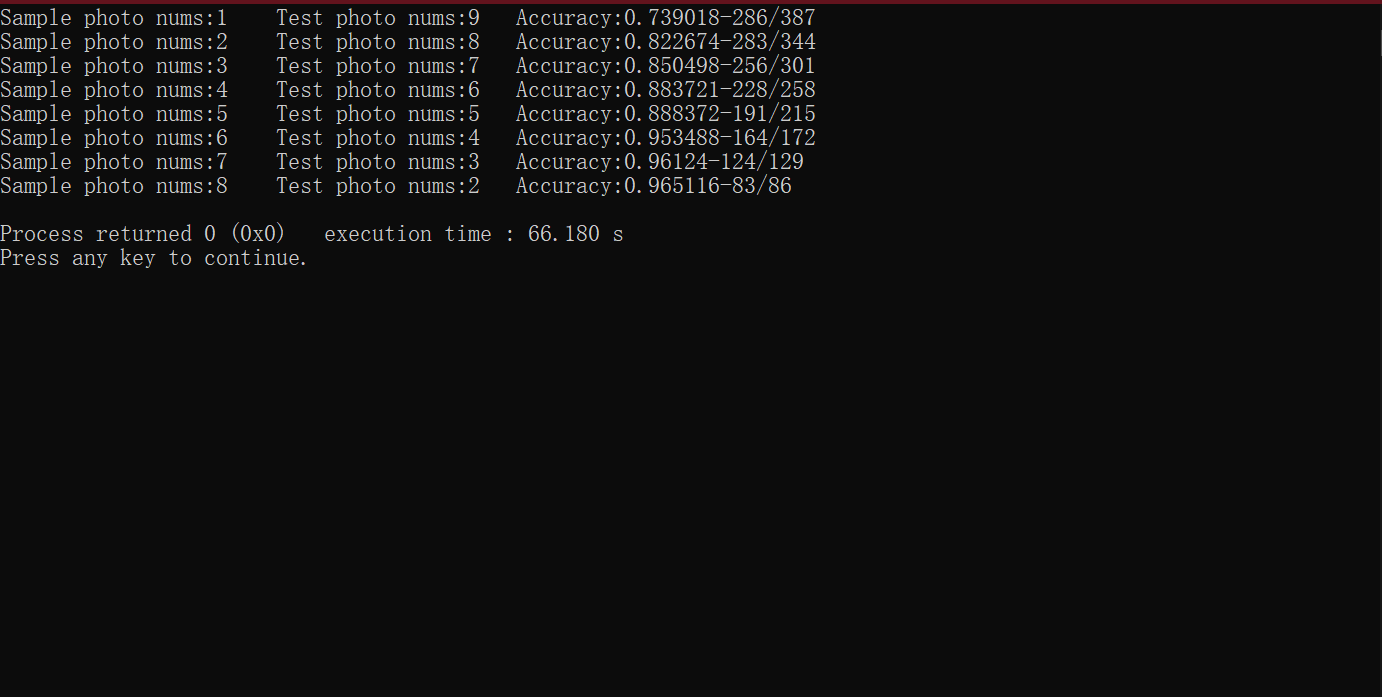 Sample photo nums:1    Test photo nums:9   Accuracy:0.739018-286/387
Sample photo nums:2    Test photo nums:8   Accuracy:0.822674-283/344
Sample photo nums:3    Test photo nums:7   Accuracy:0.850498-256/301
Sample photo nums:4    Test photo nums:6   Accuracy:0.883721-228/258
Sample photo nums:5    Test photo nums:5   Accuracy:0.888372-191/215
Sample photo nums:6    Test photo nums:4   Accuracy:0.953488-164/172
Sample photo nums:7    Test photo nums:3   Accuracy:0.96124-124/129
Sample photo nums:8    Test photo nums:2   Accuracy:0.965116-83/86
Process returned 0 (0x0)   execution time : 66.180 s
Press any key to continue.